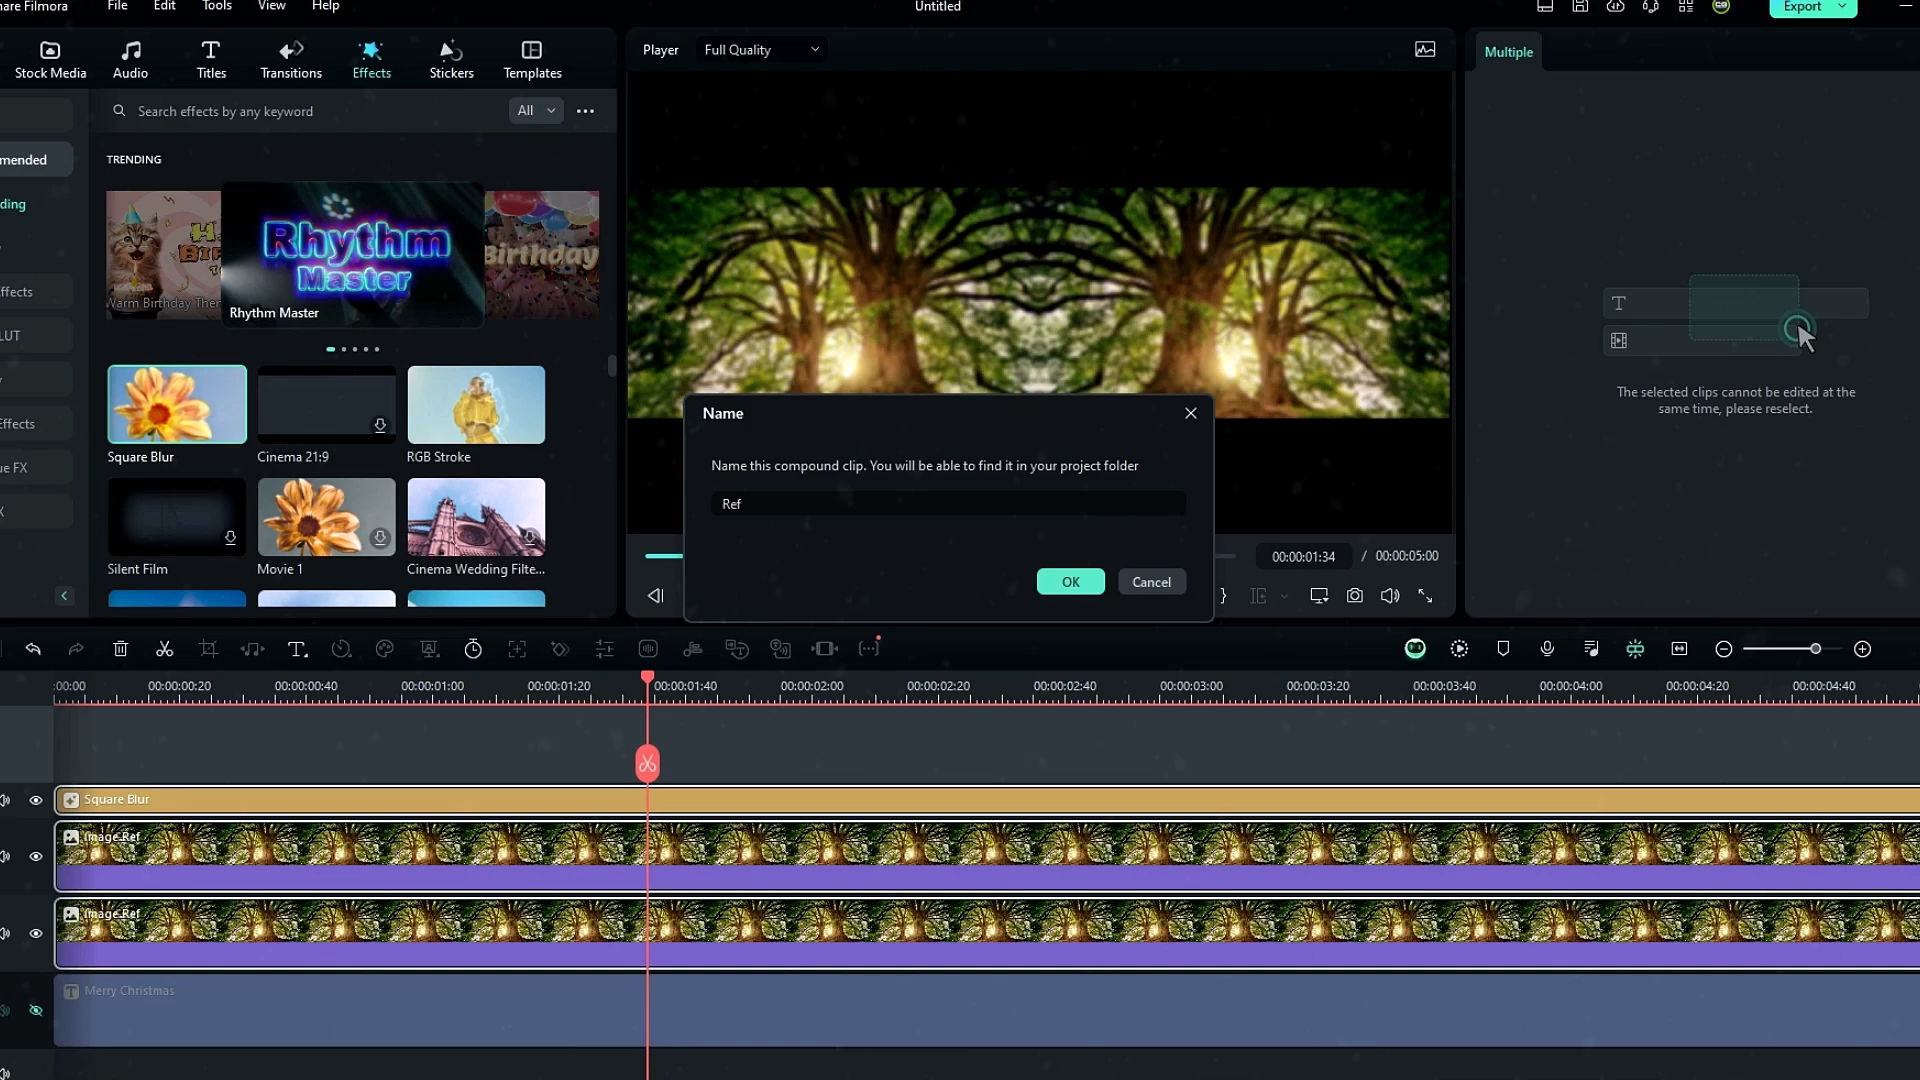 are Filmora
File
Edit
Tools
View
Help
Untitled
Export
Stock Media
Audio
Titles
Transitions
Effects
Stickers
Templates
Player
Full Quality
Multiple
Search effects by any keyword
All
mended
TRENDING
ding
ffects
LUT
Effects
ue FX
X
Warm Birthday Ther
Rhythm
Master
Rhythm Master
Birthday
Square Blur
Cinema 21:9
RGB Stroke
Silent Film
Movie 1
Cinema Wedding Filte...
T
The selected clips cannot be edited at the
same time, please reselect.
Name
Name this compound clip. You will be able to find it in your project folder
Ref
OK
Cancel
00:00:01:34 / 00:00:05:00
:00:00
00:00:00:20
00:00:00:40
00:00:01:00
00:00:01:20
00:00:01:40
00:00:02:00
00:00:02:20
00:00:02:40
00:00:03:00
00:00:03:20
00:00:03:40
00:00:04:00
00:00:04:20
00:00:04:40
Square Blur
Image.Ref
Image.Ref
T Merry Christmas